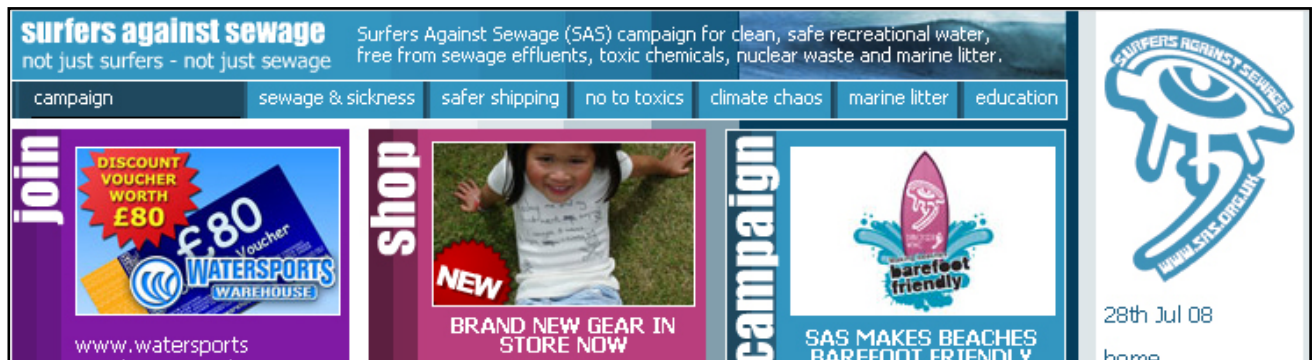 surfers against sewage
not just surfers - not just sewage
Surfers Against Sewage (SAS) campaign for clean, safe recreational water,
free from sewage effluents, toxic chemicals, nuclear waste and marine litter.
campaign
sewage & sickness
safer shipping
no to toxics
climate chaos
marine litter
education
join
DISCOUNT
VOUCHER
WORTH
£80
£80
Voucher
WATERSPORTS
WAREHOUSE
www.watersports
shop
NEW
BRAND NEW GEAR IN
STORE NOW
campaign
barefoot
friendly
SAS MAKES BEACHES
BAREFOOT FRIENDLY
SURFERS AGAINST SEWAGE
WWW.SAS.ORG.UK
28th Jul 08
home